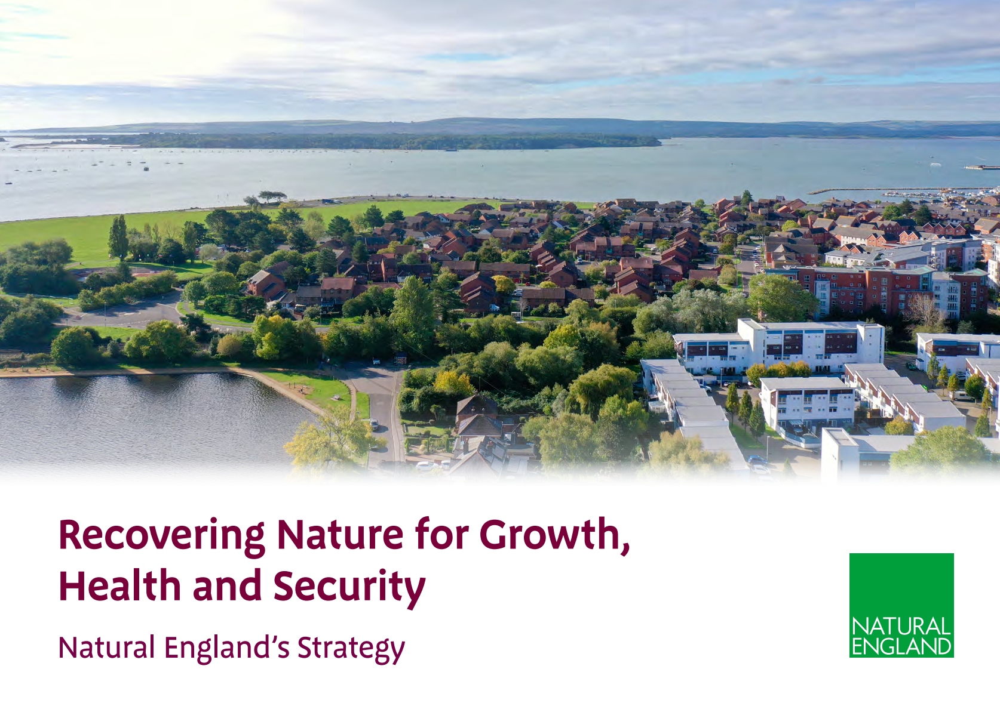 Recovering Nature for Growth,
Health and Security
Natural England’s Strategy
NATURAL
ENGLAND